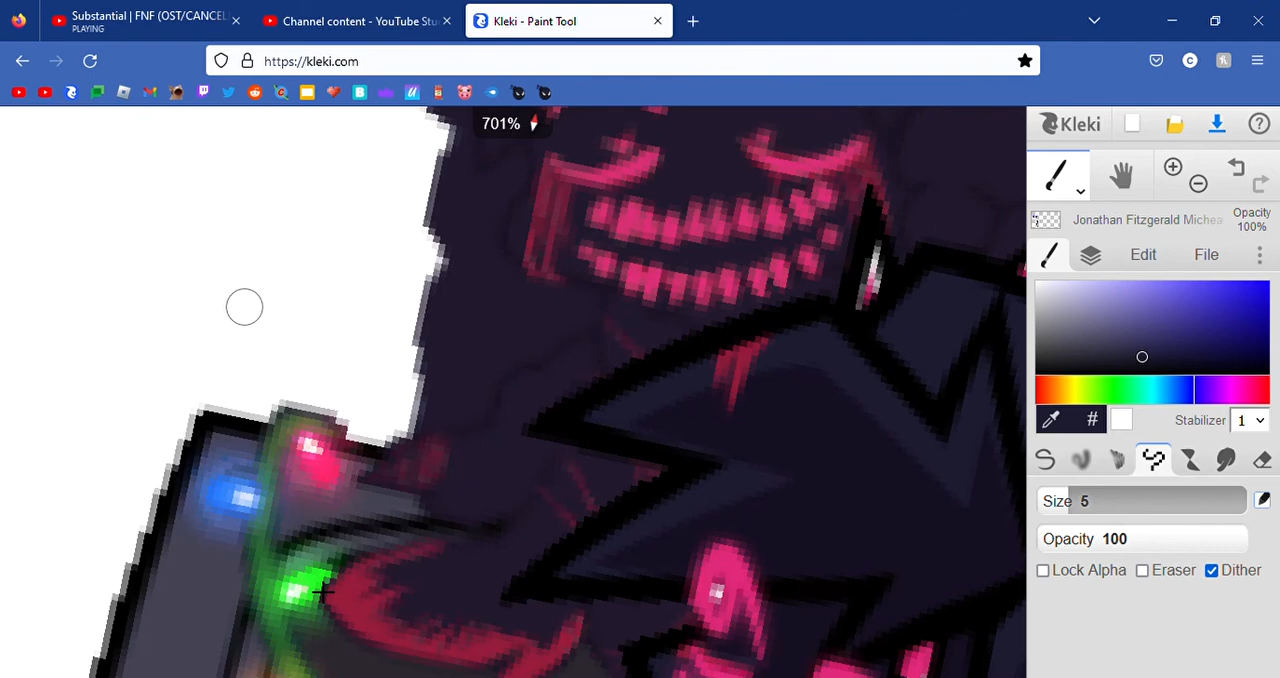 Substantial | FNF (OST/CANCEL
PLAYING
Channel content - YouTube Stu
Kleki - Paint Tool
https://kleki.com
701%
Kleki
Jonathan Fitzgerald Michea
Opacity
100%
Edit
File
#
Stabilizer 1
Size 5
Opacity 100
Lock Alpha
Eraser
Dither